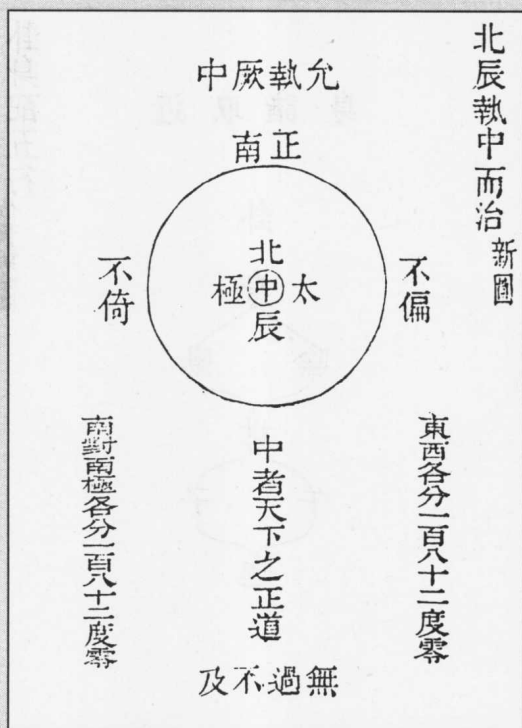 北辰執中而治 新圖
允執厥中
正南
北
太中極
辰
不偏
不倚
東西各分一百八十二度零
中者天下之正道
南對南極各分一百八十二度零
無過不及